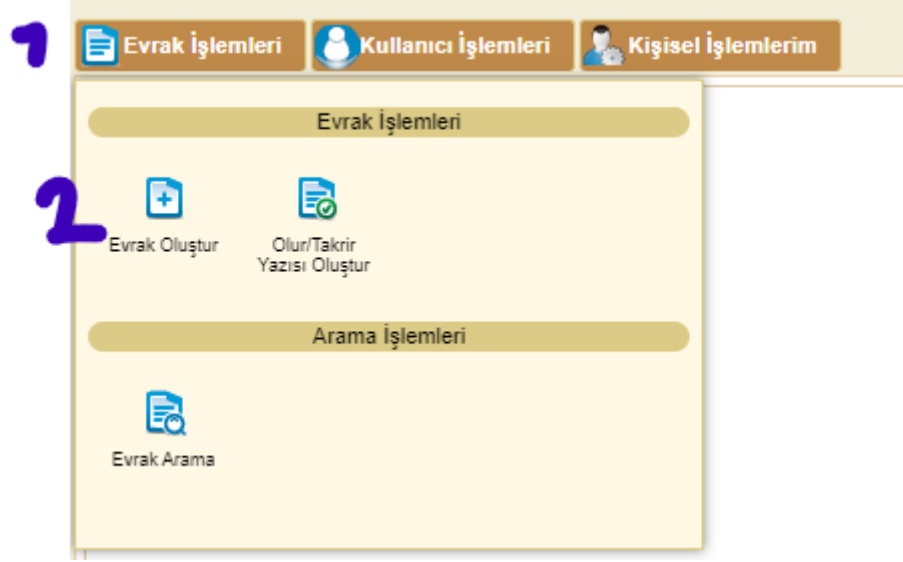 1 Evrak İşlemleri Kullanıcı İşlemleri Kişisel İşlemlerim
Evrak İşlemleri
2
Evrak Oluştur
Olur/Takrir
Yazısı Oluştur
Arama İşlemleri
Evrak Arama